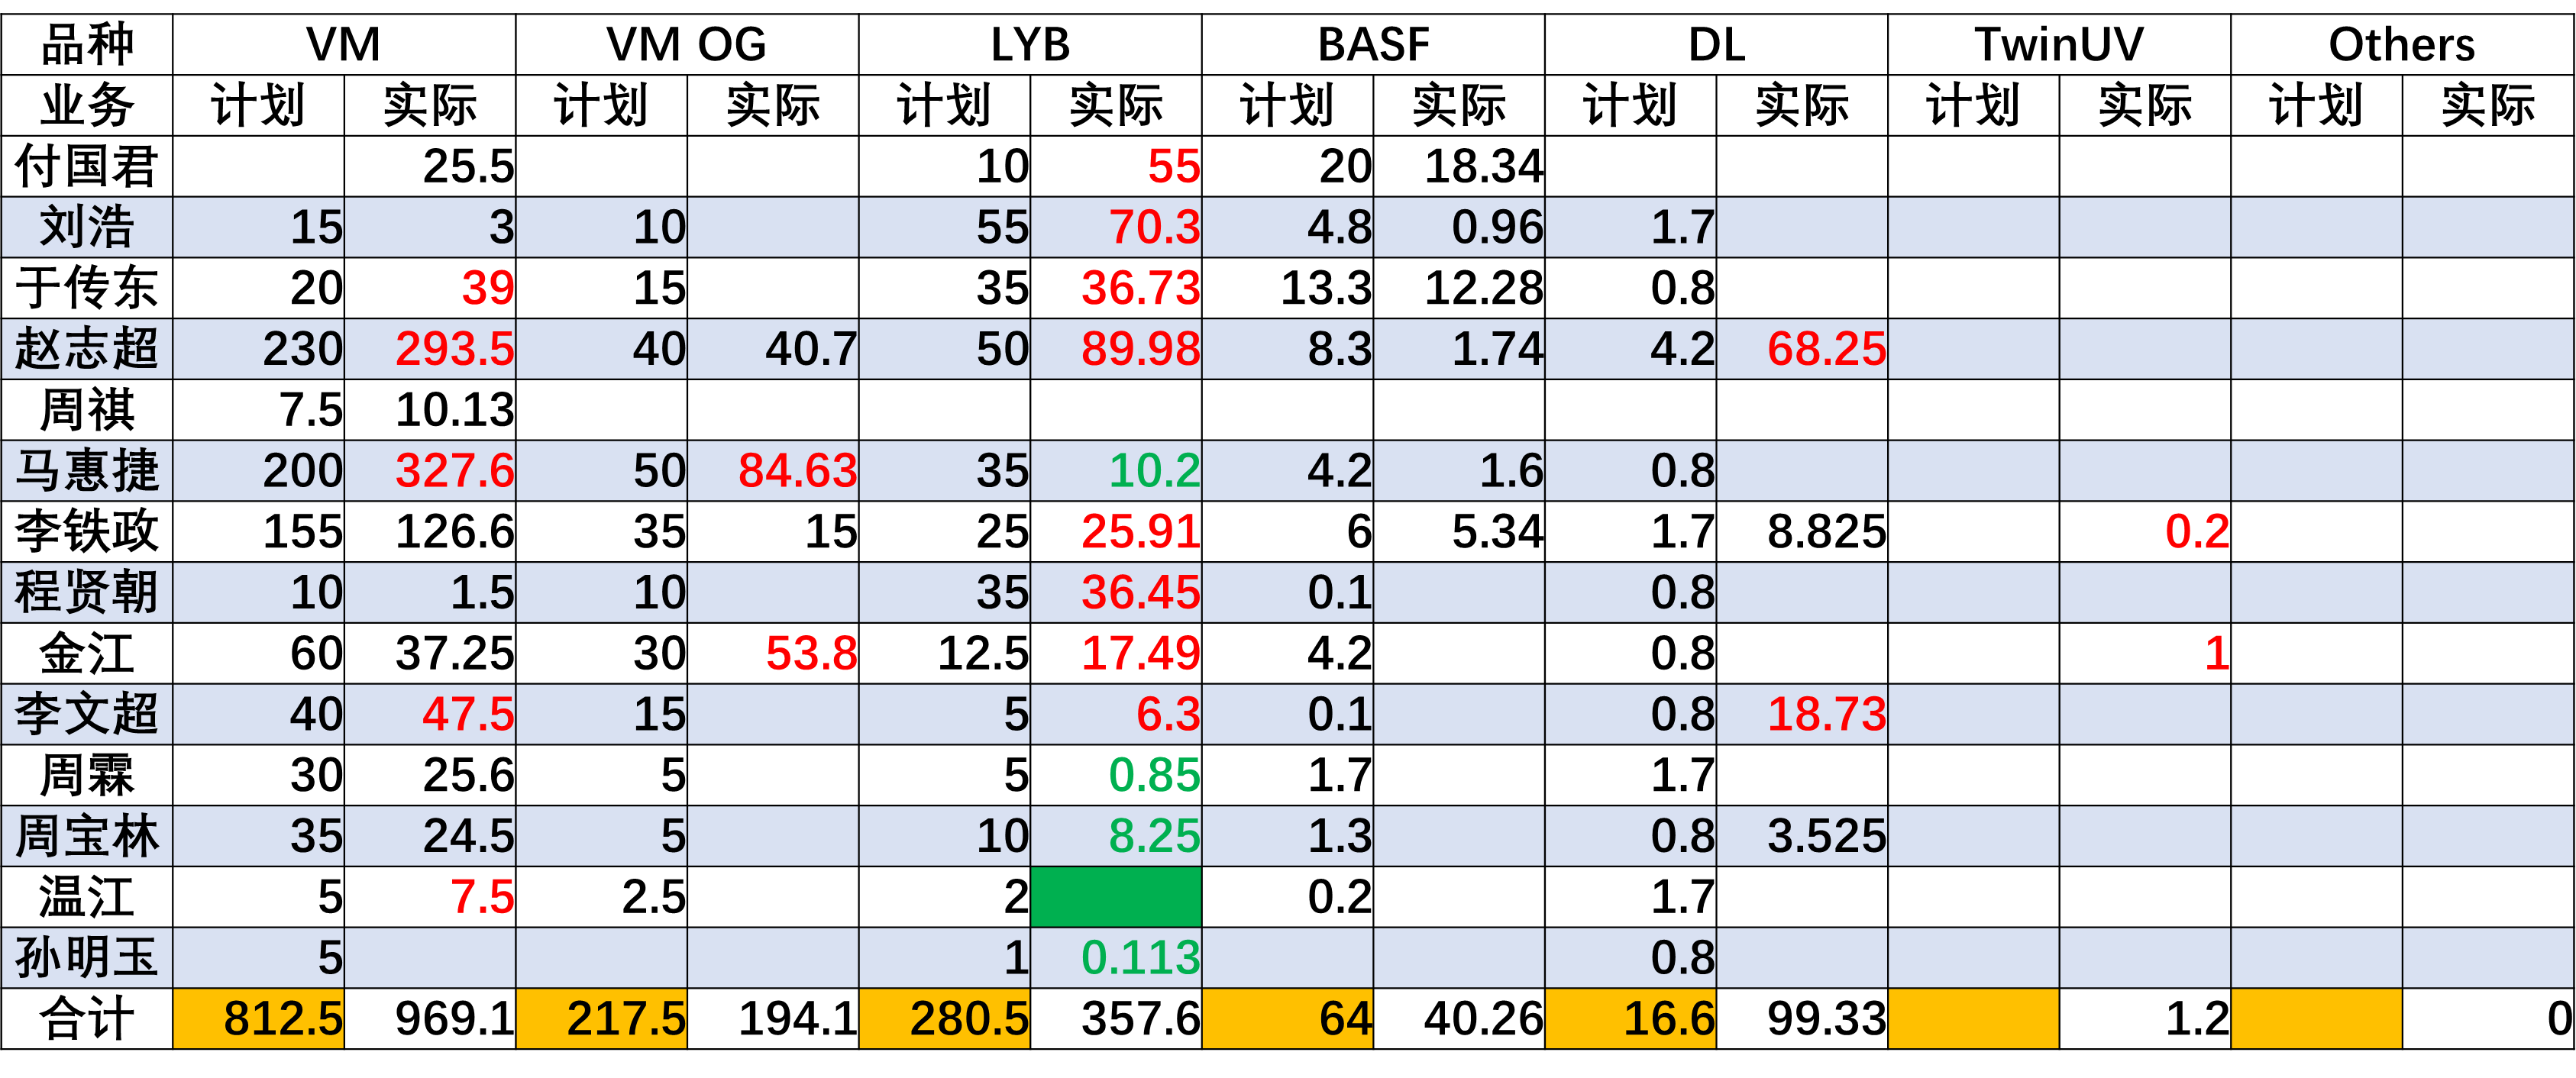 品种 VM VM OG LYB BASF DL TwinUV Others
业务 计划 实际 计划 实际 计划 实际 计划 实际 计划 实际 计划 实际 计划 实际
付国君 25.5 10 55 20 18.34
刘浩 15 3 10 55 70.3 4.8 0.96 1.7
于传东 20 39 15 35 36.73 13.3 12.28 0.8
赵志超 230 293.5 40 40.7 50 89.98 8.3 1.74 4.2 68.25
周祺 7.5 10.13
马惠捷 200 327.6 50 84.63 35 10.2 4.2 1.6 0.8
李铁政 155 126.6 35 15 25 25.91 6 5.34 1.7 8.825 0.2
程贤朝 10 1.5 10 35 36.45 0.1 0.8
金江 60 37.25 30 53.8 12.5 17.49 4.2 0.8 1
李文超 40 47.5 15 5 6.3 0.1 0.8 18.73
周霖 30 25.6 5 5 0.85 1.7 1.7
周宝林 35 24.5 5 10 8.25 1.3 0.8 3.525
温江 5 7.5 2.5 2 0.2 1.7
孙明玉 5 1 0.113 0.8
合计 812.5 969.1 217.5 194.1 280.5 357.6 64 40.26 16.6 99.33 1.2 0